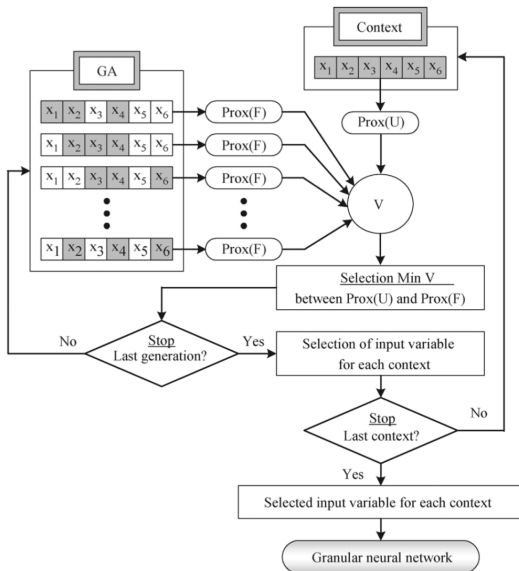 Context
x1 x2 x3 x4 x5 x6
GA
Prox(U)
x1 x2 x3 x4 x5 x6
Prox(F)
x1 x2 x3 x4 x5 x6
Prox(F)
x1 x2 x3 x4 x5 x6
Prox(F)
V
x1 x2 x3 x4 x5 x6
Prox(F)
Selection Min V
between Prox(U) and Prox(F)
No
Stop
Last generation?
Yes
Selection of input variable
for each context
Stop
Last context?
No
Yes
Selected input variable for each context
Granular neural network